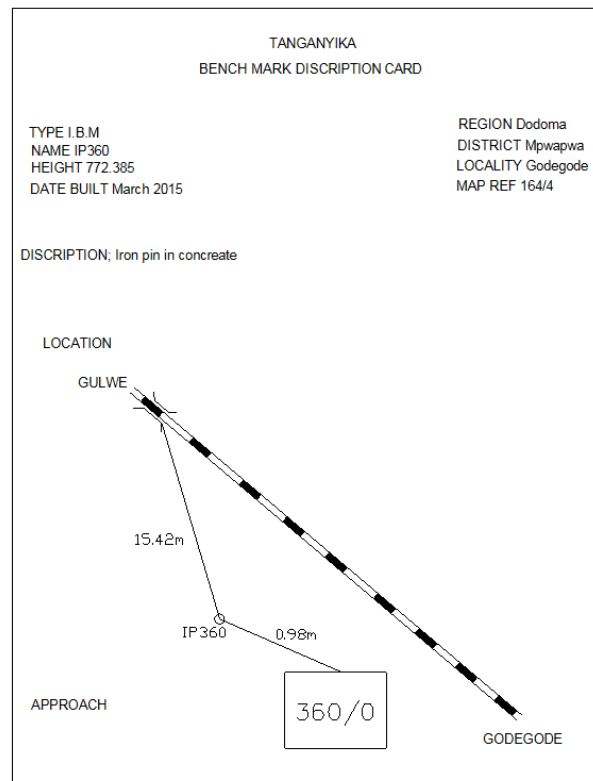 TANGANYIKA
BENCH MARK DISCRIPTION CARD
TYPE I.B.M
NAME IP360
HEIGHT 772.385
DATE BUILT March 2015
REGION Dodoma
DISTRICT Mpwapwa
LOCALITY Godegode
MAP REF 164/4
DISCRIPTION; Iron pin in concreate
LOCATION
GULWE
15.42m
IP360
0.98m
360/0
APPROACH
GODEGODE